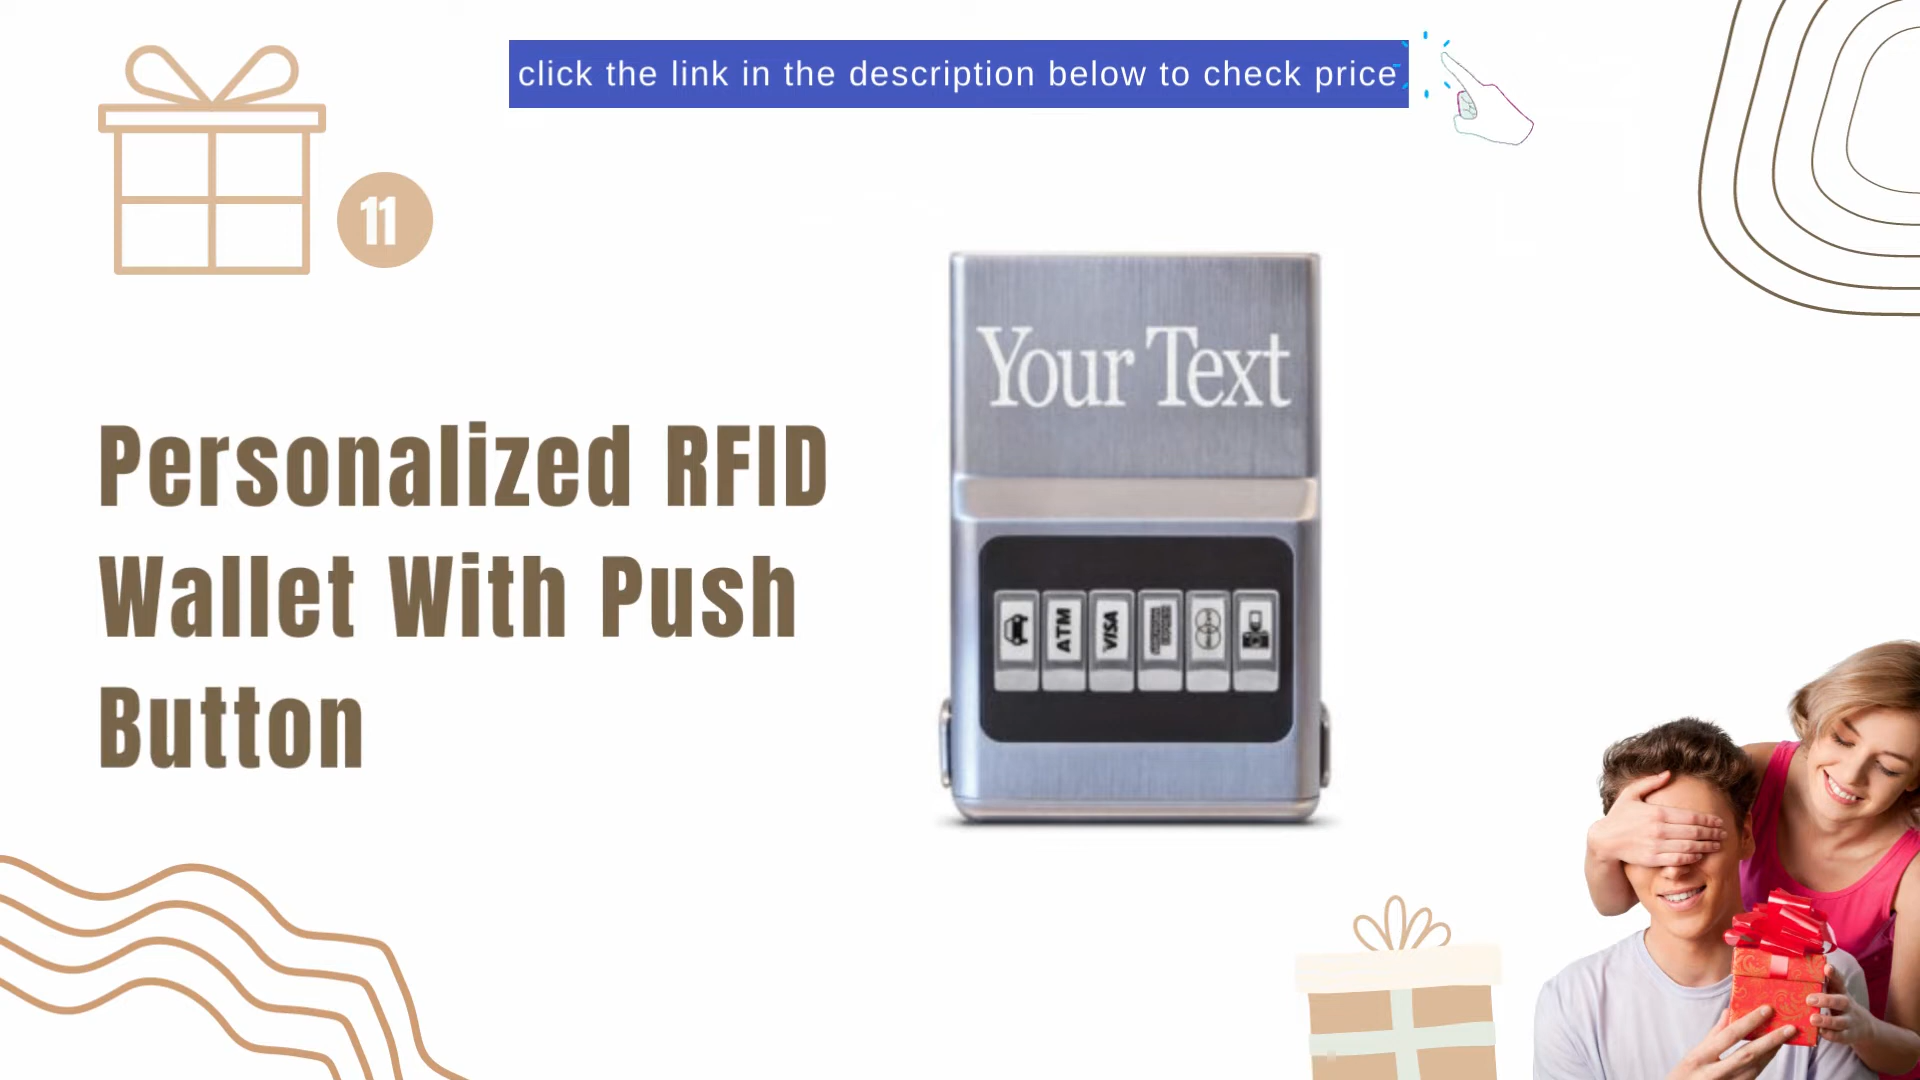 click the link in the description below to check price
11
Your Text
Personalized RFID
Wallet With Push
Button
ATM
VISA